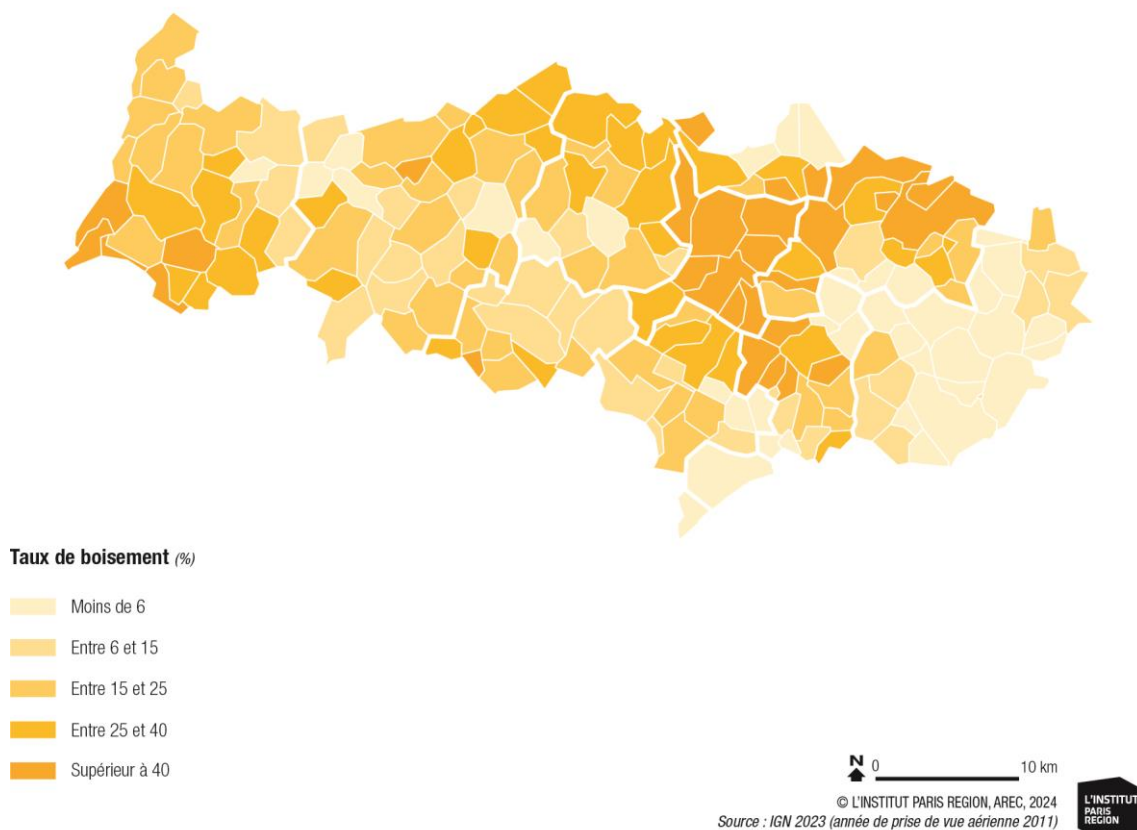 Taux de boisement (%)
Moins de 6
Entre 6 et 15
Entre 15 et 25
Entre 25 et 40
Supérieur à 40
N 0 10 km
© L'INSTITUT PARIS REGION, AREC, 2024
Source : IGN 2023 (année de prise de vue aérienne 2011)
L'INSTITUT
PARIS
REGION